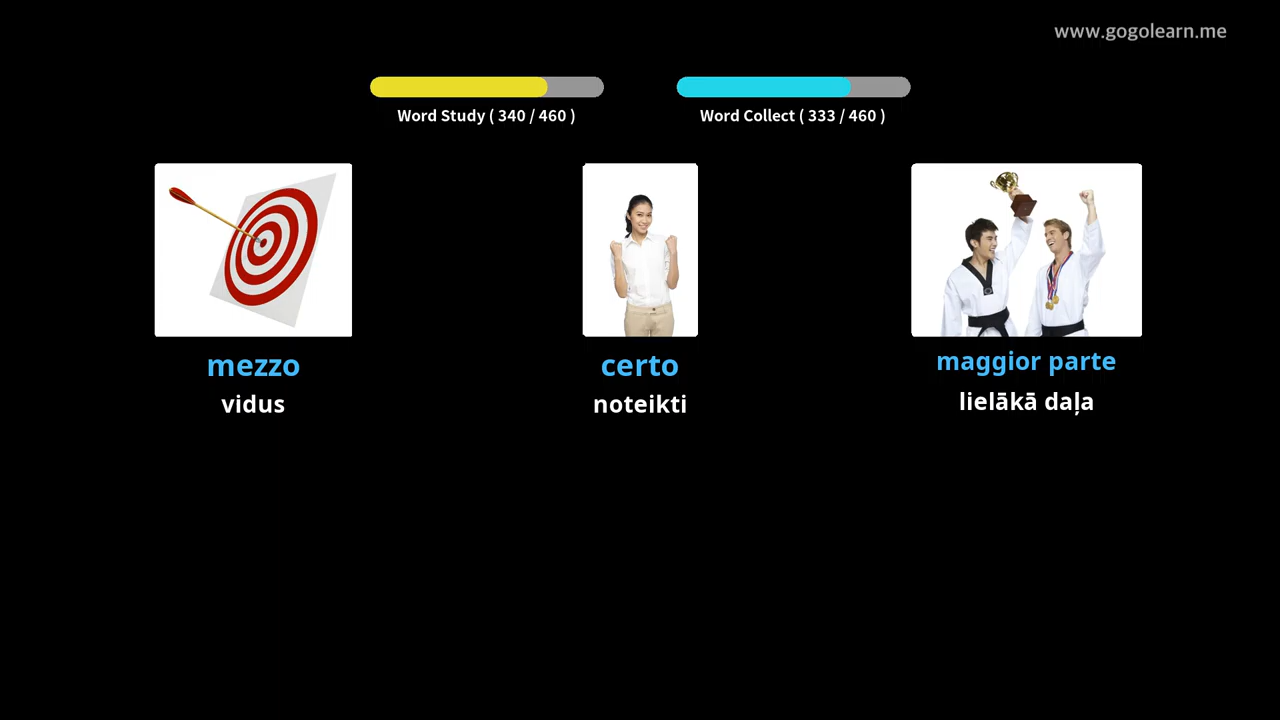 www.gogolearn.me
Word Study ( 340 / 460 )
Word Collect ( 333 / 460 )
mezzo
vidus
certo
noteikti
maggior parte
lielākā daļa